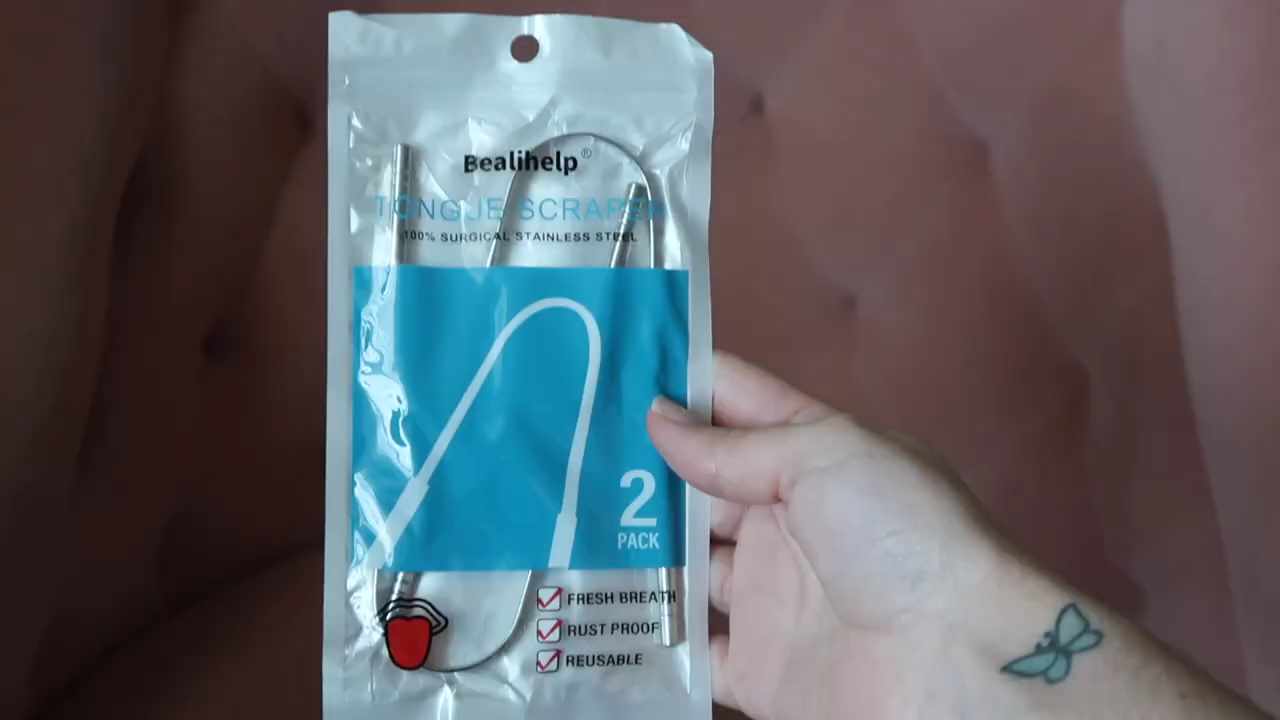 Bealihelp®
TONGUE SCRAPER
100% SURGICAL STAINLESS STEEL
2
PACK
FRESH BREATH
RUST PROOF
REUSABLE